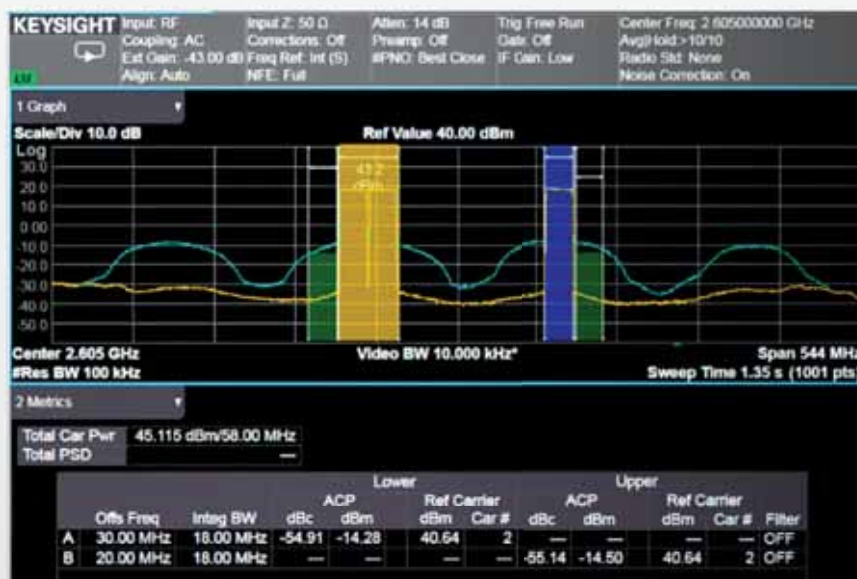 KEYSIGHT Input: RF Input Z: 50 Ω Atten: 14 dB Trig Free Run Center Freq: 2.605000000 GHz
Coupling: AC Corrections: Off Preamp: Off Gate: Off Avg|Hold:>10/10
Ext Gain: -43.00 dB Freq Ref: Int (S) #PNO: Best Close IF Gain: Low Radio Std: None
Align: Auto NFE: Full Noise Correction: On
1 Graph
Scale/Div 10.0 dB Ref Value 40.00 dBm
Log
30.0
20.0
10.0
0.00
-10.0
-20.0
-30.0
-40.0
-50.0
Center 2.605 GHz Video BW 10.000 kHz* Span 544 MHz
#Res BW 100 kHz Sweep Time 1.35 s (1001 pts
2 Metrics
Total Car Pwr 45.115 dBm/58.00 MHz
Total PSD —
Lower Upper
ACP Ref Carrier ACP Ref Carrier
Offs Freq Integ BW dBc dBm dBm Car # dBc dBm dBm Car # Filter
A 30.00 MHz 18.00 MHz -54.91 -14.28 40.64 2 — — — — OFF
B 20.00 MHz 18.00 MHz — — — — -55.14 -14.50 40.64 2 OFF